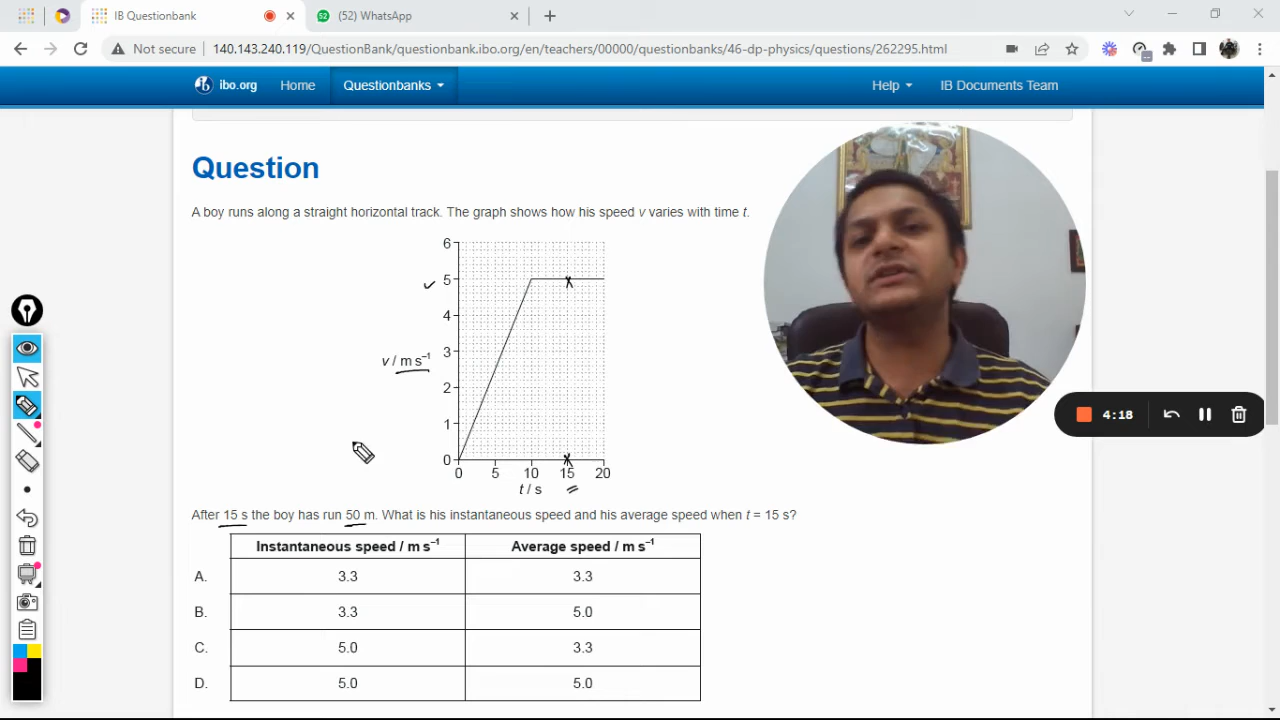 IB Questionbank
52
(52) WhatsApp
Not secure
140.143.240.119/QuestionBank/questionbank.ibo.org/en/teachers/00000/questionbanks/46-dp-physics/questions/262295.html
ibo.org
Home
Questionbanks
Help
IB Documents Team
Question
A boy runs along a straight horizontal track. The graph shows how his speed v varies with time t.
6
5
4
v / m s⁻¹
3
2
1
0
0 5 10 15 20
t / s
4:18
After 15 s the boy has run 50 m. What is his instantaneous speed and his average speed when t = 15 s?
Instantaneous speed / m s⁻¹ Average speed / m s⁻¹
A. 3.3 3.3
B. 3.3 5.0
C. 5.0 3.3
D. 5.0 5.0